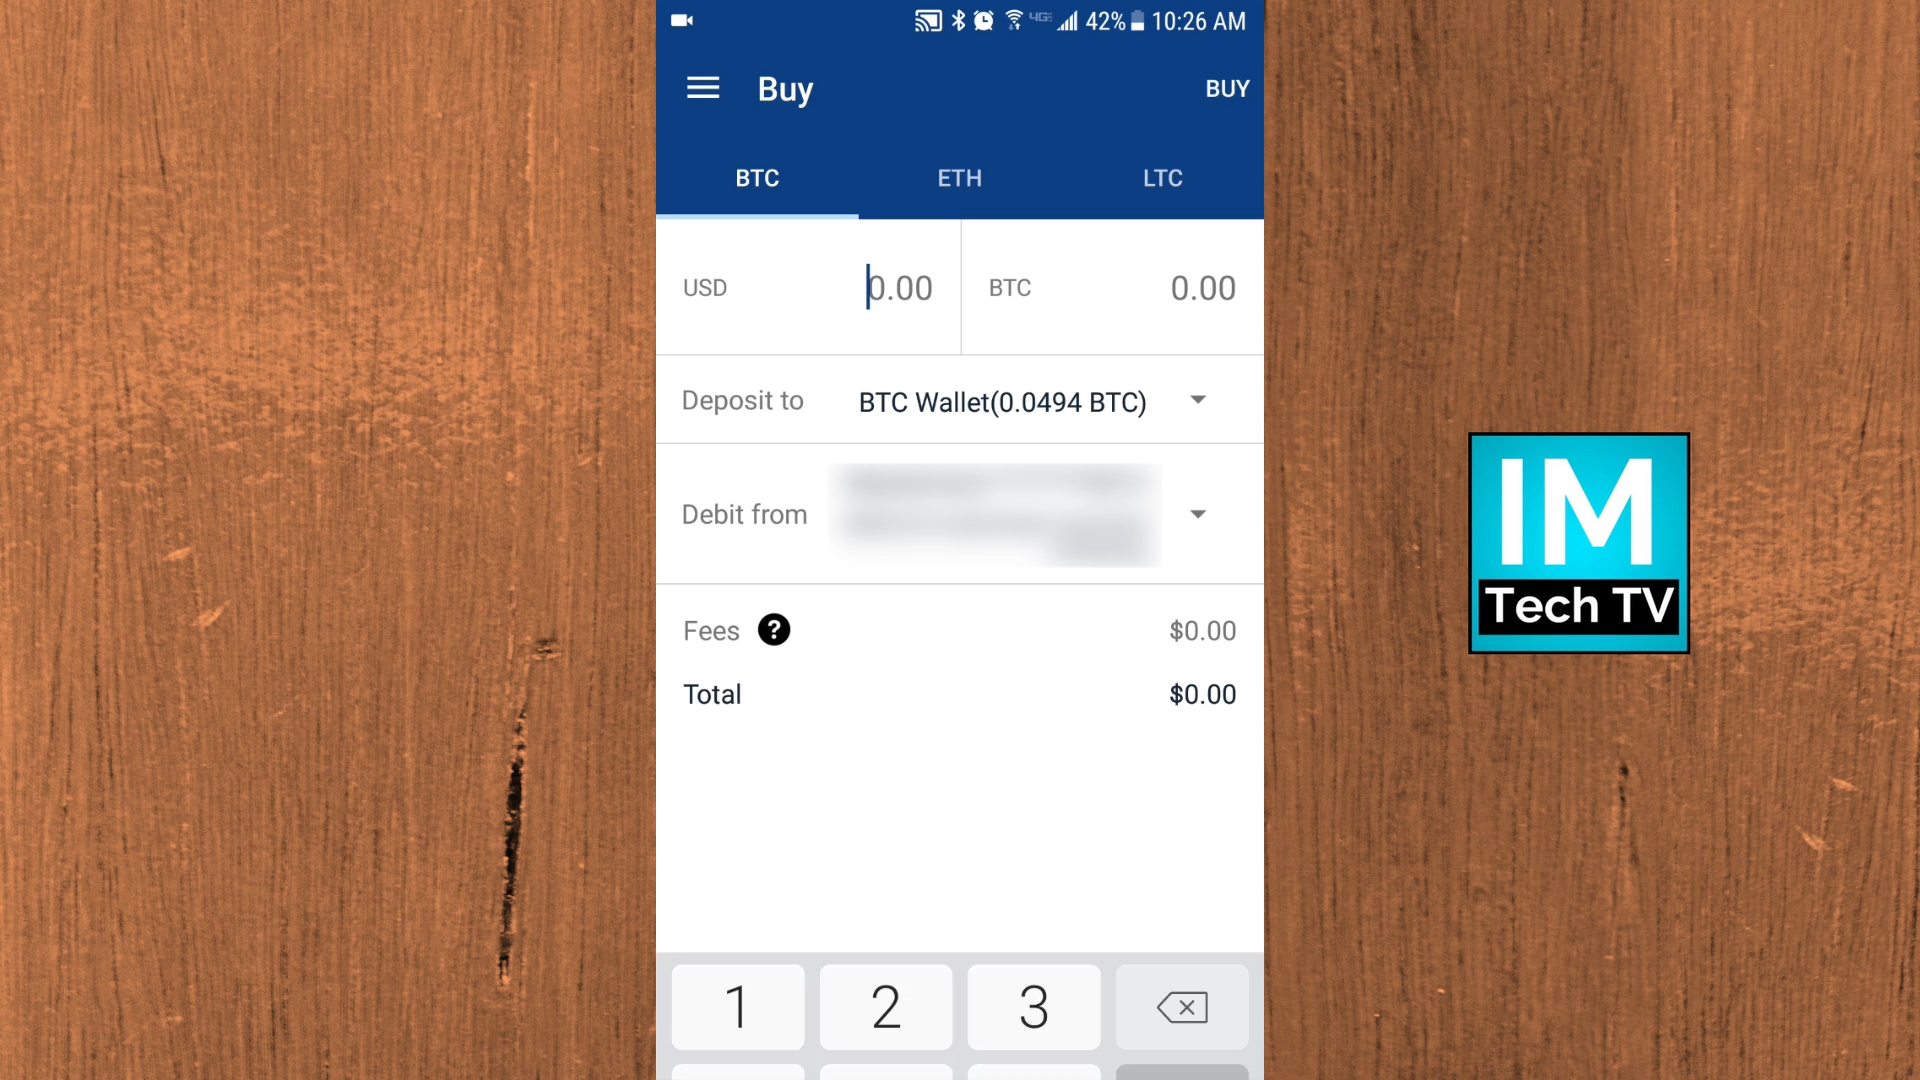 42% 10:26 AM
Buy
BUY
BTC ETH LTC
USD 0.00 BTC 0.00
Deposit to BTC Wallet(0.0494 BTC)
Debit from
Fees ? $0.00
Total $0.00
1 2 3
IM
Tech TV